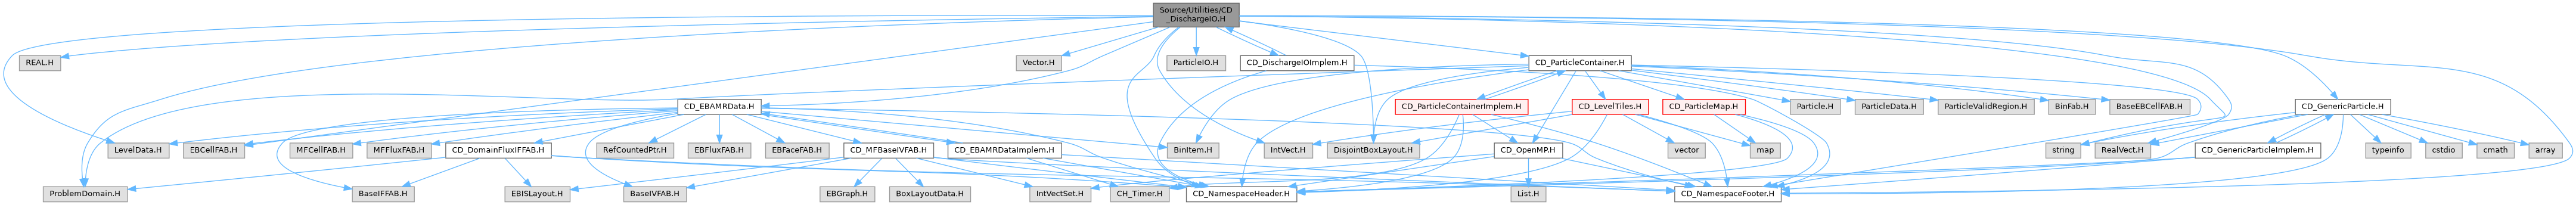 Source/Utilities/CD
_DischargeIO.H
REAL.H
Vector.H
ParticleIO.H
CD_DischargeIOImplem.H
CD_ParticleContainer.H
CD_EBAMRData.H
CD_ParticleContainerImplem.H
CD_LevelTiles.H
CD_ParticleMap.H
Particle.H
ParticleData.H
ParticleValidRegion.H
BinFab.H
BaseEBCellFAB.H
CD_GenericParticle.H
LevelData.H
EBCellFAB.H
MFCellFAB.H
MFFluxFAB.H
CD_DomainFluxIFFAB.H
RefCountedPtr.H
EBFluxFAB.H
EBFaceFAB.H
CD_MFBaseIVFAB.H
CD_EBAMRDataImplem.H
BinItem.H
IntVect.H
DisjointBoxLayout.H
vector
map
CD_OpenMP.H
string
RealVect.H
CD_GenericParticleImplem.H
typeinfo
cstdio
cmath
array
ProblemDomain.H
BaseIFFAB.H
EBISLayout.H
BaseIVFAB.H
EBGraph.H
BoxLayoutData.H
IntVectSet.H
CH_Timer.H
CD_NamespaceHeader.H
List.H
CD_NamespaceFooter.H